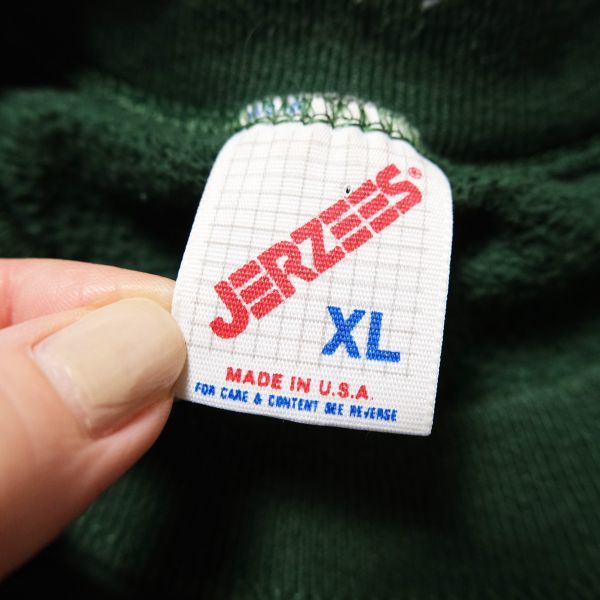 JERZEES®
XL
MADE IN U.S.A.
FOR CARE & CONTENT SEE REVERSE